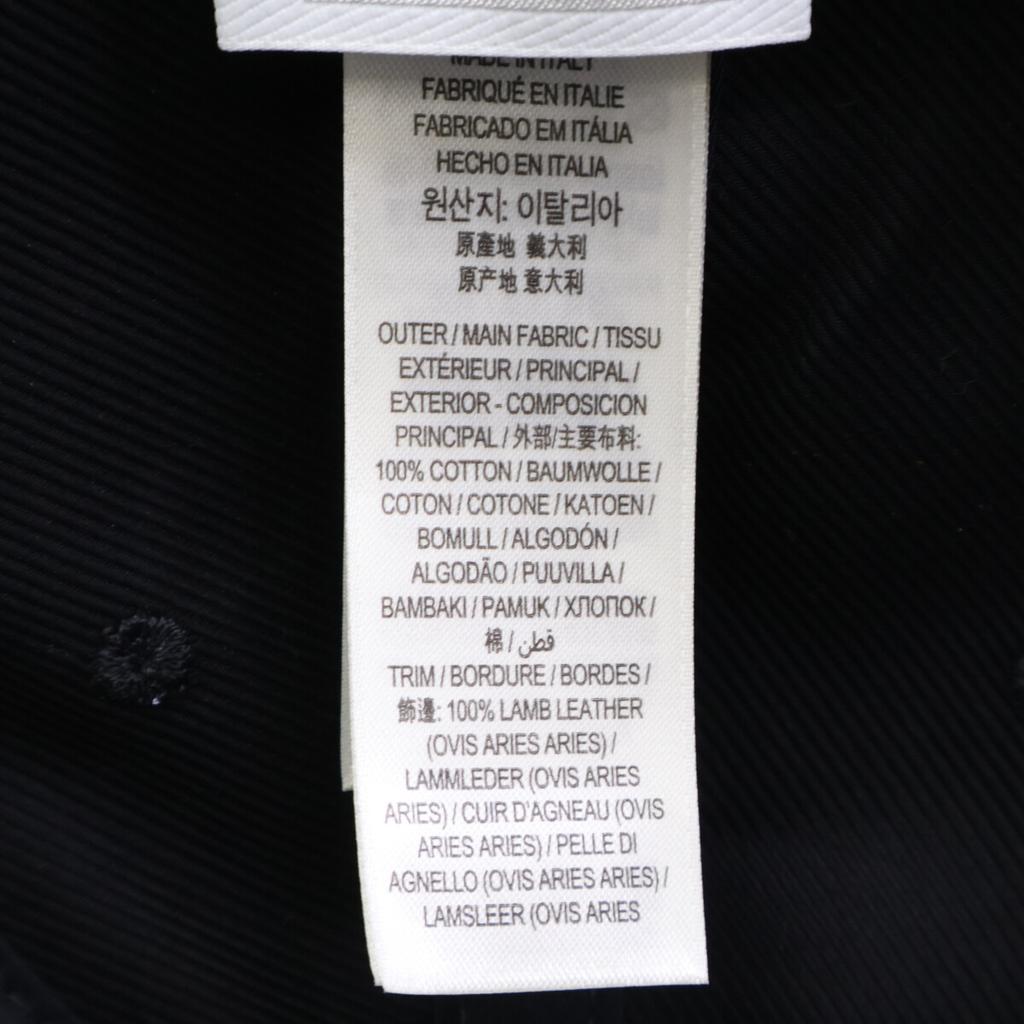 MADE IN ITALY
FABRIQUÉ EN ITALIE
FABRICADO EM ITÁLIA
HECHO EN ITALIA
원산지: 이탈리아
原產地 義大利
原产地 意大利
OUTER / MAIN FABRIC / TISSU
EXTÉRIEUR / PRINCIPAL /
EXTERIOR - COMPOSICION
PRINCIPAL / 外部/主要布料:
100% COTTON / BAUMWOLLE /
COTON / COTONE / KATOEN /
BOMULL / ALGODÓN /
ALGODÃO / PUUVILLA /
BAMBAKI / PAMUK / ХЛОПОК /
棉 / قطن
TRIM / BORDURE / BORDES /
飾邊: 100% LAMB LEATHER
(OVIS ARIES ARIES) /
LAMMLEDER (OVIS ARIES
ARIES) / CUIR D'AGNEAU (OVIS
ARIES ARIES) / PELLE DI
AGNELLO (OVIS ARIES ARIES) /
LAMSLEER (OVIS ARIES